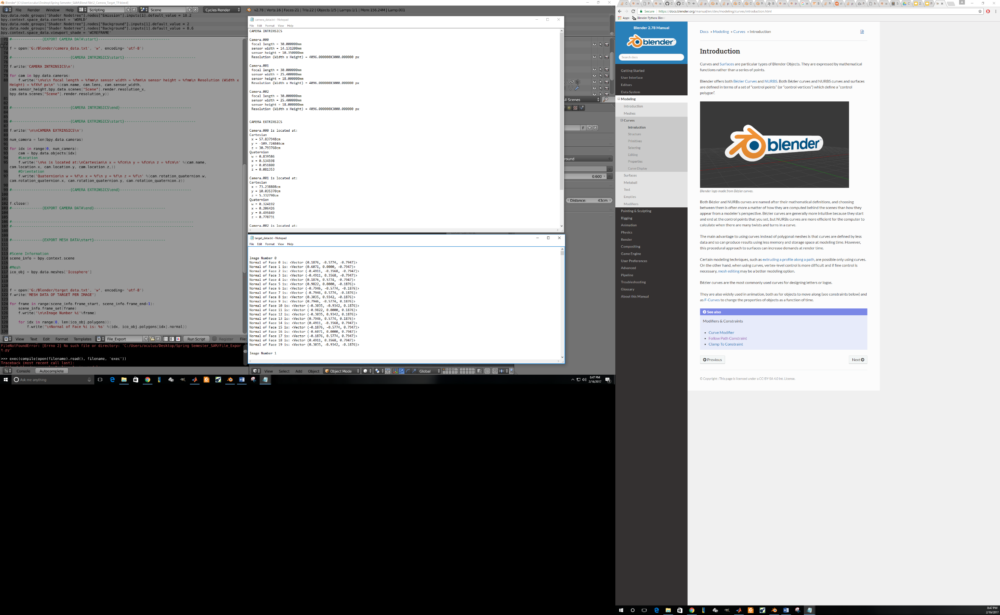 Blender* [C:\Users\oculus\Desktop\Spring Semester_SAM\Blend File\2_Camera_Target_TP.blend]
File Render Window Help Scripting Scene Cycles Render v2.78 | Verts:16 | Faces:21 | Tris:22 | Objects:1/5 | Lamps:1/1 | Mem:156.24M | Lamp.001
bpy.data.node_groups["Shader Nodetree"].nodes["Emission"].inputs[1].default_value = 10.2
bpy.context.space_data.context = 'WORLD'
bpy.data.node_groups["Shader Nodetree"].nodes["Background"].inputs[1].default_value = 2
bpy.data.node_groups["Shader Nodetree"].nodes["Background"].inputs[1].default_value = 0.6
bpy.context.space_data.viewport_shade = 'WIREFRAME'
71 #--------------{EXPORT CAMERA DATA\start}---------------------------------
72
73 f = open('G:/Blender/camera_data.txt', 'w', encoding= 'utf-8')
74
75 #---------------------------{CAMERA INTRINSICS\start}---------------------------------
76
77 f.write('CAMERA INTRINSICS\n')
78
79 for cam in bpy.data.cameras:
80 f.write('\n%s\n focal length = %fmm\n sensor width = %fmm\n sensor height = %fmm\n Resolution (Width x
Height) = %fX%f px\n' %(cam.name, cam.lens, cam.sensor_width,
cam.sensor_height,bpy.data.scenes["Scene"].render.resolution_x,
bpy.data.scenes["Scene"].render.resolution_y))
81
82
83 #---------------------------{CAMERA INTRINSICS\end}---------------------------------
84
85
86 #---------------------------{CAMERA EXTRINSICS\start}---------------------------------
87
88 f.write('\n\nCAMERA EXTRINSICS\n')
89
90 num_camera = len(bpy.data.cameras)
91
92 for idx in range(0, num_camera):
93 cam = bpy.data.objects[idx]
94 #Location
95 f.write('\n%s is located at:\nCartesian\n x = %fcm\n y = %fcm\n z = %fcm\n' %(cam.name,
cam.location.x, cam.location.y, cam.location.z,))
96 #Orientation
97 f.write('Quaternion\n w = %f\n x = %f\n y = %f\n z = %f\n' %(cam.rotation_quaternion.w,
cam.rotation_quaternion.x, cam.rotation_quaternion.y, cam.rotation_quaternion.z))
98
99 #---------------------------{CAMERA EXTRINSICS\end}---------------------------------
100
101
102 f.close()
103 #--------------{EXPORT CAMERA DATA\end}---------------------------------
104
105
106 #------------------------------------------------------------------------------------
107 #------------------------------------------------------------------------------------
108
109
110 #--------------{EXPORT MESH DATA\start}---------------------------------
111
112
113 #Scene Information
114 scene_info = bpy.context.scene
115
116 #Mesh
117 ico_obj = bpy.data.meshes['Icosphere']
118
119
120
121 f = open('G:/Blender/target_data.txt', 'w', encoding= 'utf-8')
122 f.write('MESH DATA OF TARGET PER IMAGE')
123
124 for frame in range(scene_info.frame_start, scene_info.frame_end+1):
125 scene_info.frame_set(frame)
126 f.write('\n\nImage Number %i'%frame)
127
128 for idx in range(0, len(ico_obj.polygons)):
129 f.write('\nNormal of Face %i is: %s' %(idx, ico_obj.polygons[idx].normal))
130
View Text Edit Format Templates File_Export Run Script Register File:
FileNotFoundError: [Errno 2] No such file or directory: 'C:/Users/oculus/Desktop/Spring Semester_SAM/File_Expor
t.py'
>>> exec(compile(open(filename).read(), filename, 'exec'))
Traceback (most recent call last):
Console Autocomplete
camera_data.txt - Notepad
File Edit Format View Help
CAMERA INTRINSICS
Camera.000
focal length = 30.000000mm
sensor width = 14.131200mm
sensor height = 10.350000mm
Resolution (Width x Height) = 4096.000000X3000.000000 px
Camera.001
focal length = 30.000000mm
sensor width = 25.400000mm
sensor height = 18.000000mm
Resolution (Width x Height) = 4096.000000X3000.000000 px
Camera.002
focal length = 30.000000mm
sensor width = 25.400000mm
sensor height = 18.000000mm
Resolution (Width x Height) = 4096.000000X3000.000000 px
CAMERA EXTRINSICS
Camera.000 is located at:
Cartesian
x = 57.837948cm
y = -109.724846cm
z = 30.793760cm
Quaternion
w = 0.839586
x = 0.534598
y = 0.051800
z = 0.081353
Camera.001 is located at:
Cartesian
x = 73.238808cm
y = 10.035370cm
z = 5.332790cm
Quaternion
w = 0.324192
x = 0.206426
y = 0.495849
z = 0.778731
Camera.002 is located at:
target_data.txt - Notepad
File Edit Format View Help
Image Number 0
Normal of Face 0 is: <Vector (0.1876, -0.5774, -0.7947)>
Normal of Face 1 is: <Vector (0.6071, 0.0000, -0.7947)>
Normal of Face 2 is: <Vector (-0.4911, -0.3568, -0.7947)>
Normal of Face 3 is: <Vector (-0.4911, 0.3568, -0.7947)>
Normal of Face 4 is: <Vector (0.1876, 0.5774, -0.7947)>
Normal of Face 5 is: <Vector (0.9822, 0.0000, -0.1876)>
Normal of Face 6 is: <Vector (-0.7946, -0.5774, -0.1876)>
Normal of Face 7 is: <Vector (-0.7946, 0.5774, -0.1876)>
Normal of Face 8 is: <Vector (0.3035, 0.9342, -0.1876)>
Normal of Face 9 is: <Vector (0.7946, -0.5774, 0.1876)>
Normal of Face 10 is: <Vector (-0.3035, -0.9342, 0.1876)>
Normal of Face 11 is: <Vector (-0.9822, 0.0000, 0.1876)>
Normal of Face 12 is: <Vector (-0.3035, 0.9342, 0.1876)>
Normal of Face 13 is: <Vector (0.7946, 0.5774, 0.1876)>
Normal of Face 14 is: <Vector (0.4911, -0.3568, 0.7947)>
Normal of Face 15 is: <Vector (-0.1876, -0.5774, 0.7947)>
Normal of Face 16 is: <Vector (-0.6071, 0.0000, 0.7947)>
Normal of Face 17 is: <Vector (-0.1876, 0.5774, 0.7947)>
Normal of Face 18 is: <Vector (0.4911, 0.3568, 0.7947)>
Normal of Face 19 is: <Vector (0.3035, -0.9342, -0.1876)>
Image Number 1
View Select Add Object Object Mode Global
ll Scenes
F
round
0.600
Distance: 43cm
Ask me anything
8:47 PM
2/16/2017
Secure https://docs.blender.org/manual/en/dev/modeling/curves/introduction.html
Apps Blender Python: Blen
Blender 2.78 Manual
blender
Search docs
Getting Started
User Interface
Editors
Data System
Modeling
Introduction
Meshes
Curves
Introduction
Structure
Primitives
Selecting
Editing
Properties
Curve Display
Surfaces
Metaball
Text
Empties
Modifiers
Painting & Sculpting
Rigging
Animation
Physics
Render
Compositing
Game Engine
User Preferences
Advanced
Pipeline
Troubleshooting
Glossary
About this Manual
Docs » Modeling » Curves » Introduction
Introduction
Curves and Surfaces are particular types of Blender Objects. They are expressed by mathematical
functions rather than a series of points.
Blender offers both Bézier Curves and NURBS. Both Bézier curves and NURBS curves and surfaces
are defined in terms of a set of "control points" (or "control vertices") which define a "control
polygon".
blender
Blender logo made from Bézier curves.
Both Bézier and NURBS curves are named after their mathematical definitions, and choosing
between them is often more a matter of how they are computed behind the scenes than how they
appear from a modeler's perspective. Bézier curves are generally more intuitive because they start
and end at the control points that you set, but NURBs curves are more efficient for the computer to
calculate when there are many twists and turns in a curve.
The main advantage to using curves instead of polygonal meshes is that curves are defined by less
data and so can produce results using less memory and storage space at modeling time. However,
this procedural approach to surfaces can increase demands at render time.
Certain modeling techniques, such as extruding a profile along a path, are possible only using curves.
On the other hand, when using curves, vertex-level control is more difficult and if fine control is
necessary, mesh editing may be a better modeling option.
Bézier curves are the most commonly used curves for designing letters or logos.
They are also widely used in animation, both as for objects to move along (see constraints below) and
as F-Curves to change the properties of objects as a function of time.
See also
Modifiers & Constraints
Curve Modifier
Follow Path Constraint
Clamp To Constraint
Previous Next
© Copyright : This page is licensed under a CC-BY-SA 4.0 Int. License.
8:47 PM
2/16/2017